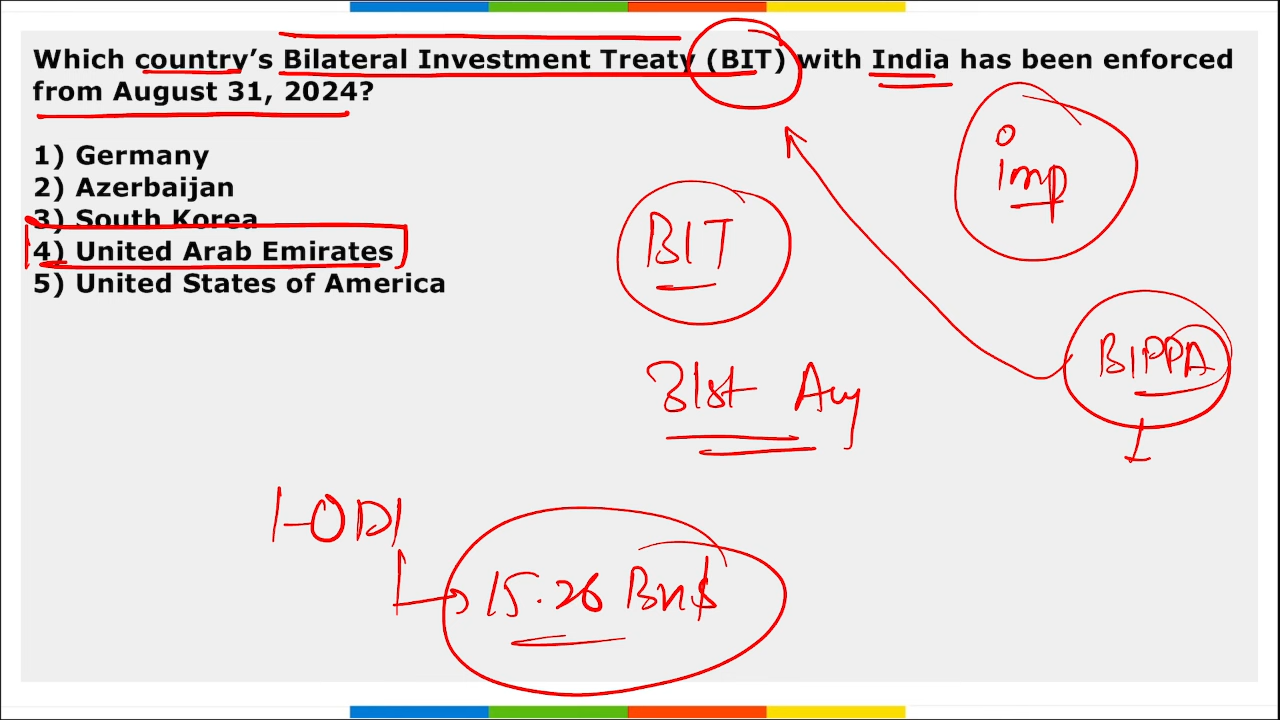 Which country's Bilateral Investment Treaty (BIT) with India has been enforced
from August 31, 2024?
1) Germany
2) Azerbaijan
3) South Korea
4) United Arab Emirates
5) United States of America
imp
BIT
BIPPA
31st Aug
ODI
15.26 Bn$